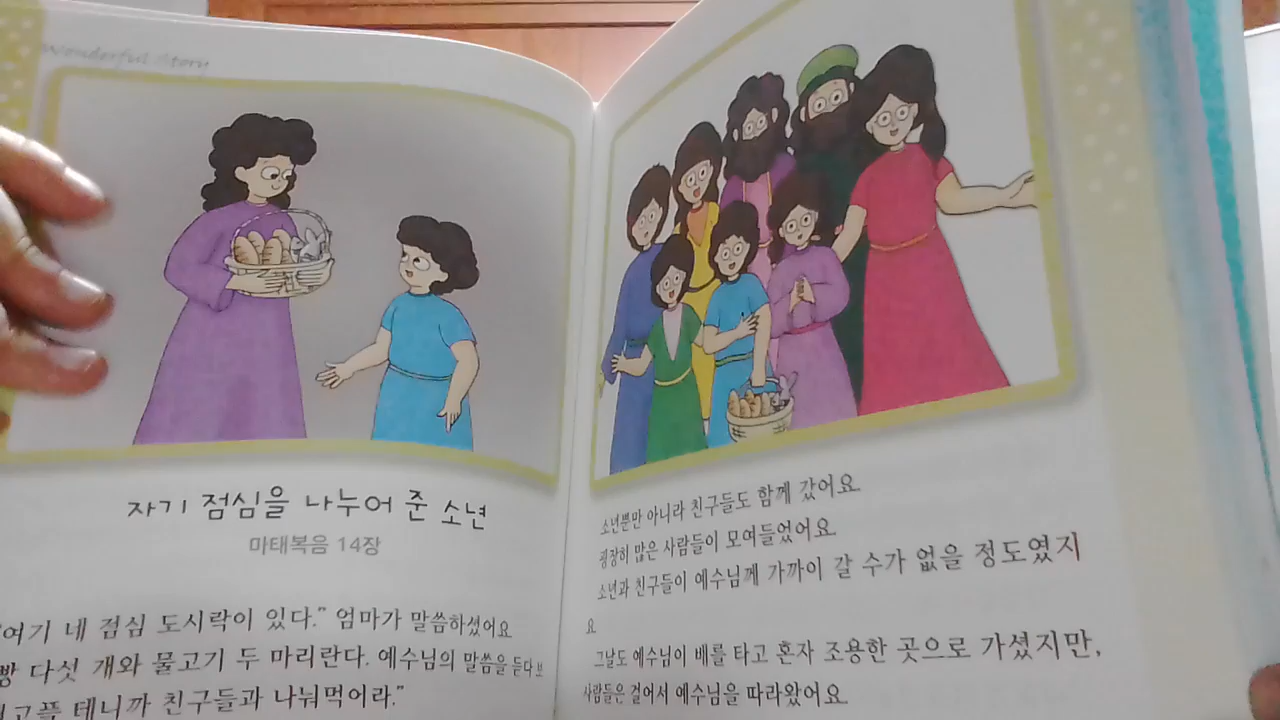 Wonderful Story
자기 점심을 나누어 준 소년
마태복음 14장
"여기 네 점심 도시락이 있다." 엄마가 말씀하셨어요
빵 다섯 개와 물고기 두 마리란다. 예수님의 말씀을 듣다 보
고플 테니까 친구들과 나눠먹어라."
소년뿐만 아니라 친구들도 함께 갔어요.
굉장히 많은 사람들이 모여들었어요.
소년과 친구들이 예수님께 가까이 갈 수가 없을 정도였지
요
그날도 예수님이 배를 타고 혼자 조용한 곳으로 가셨지만,
사람들은 걸어서 예수님을 따라왔어요.